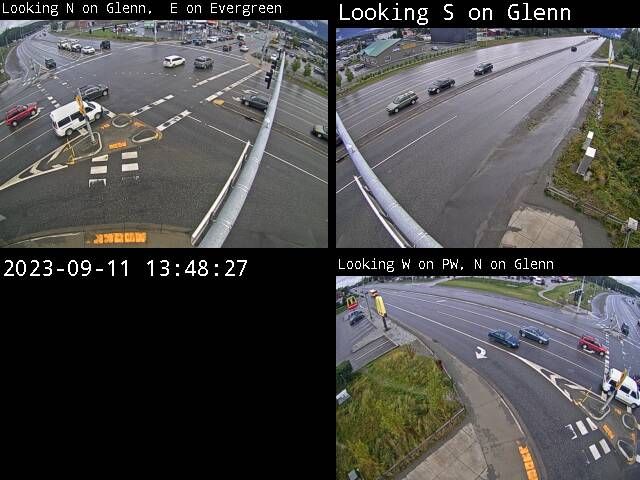 Looking N on Glenn,  E on Evergreen
Looking S on Glenn
2023-09-11 13:48:27
Looking W on PW, N on Glenn